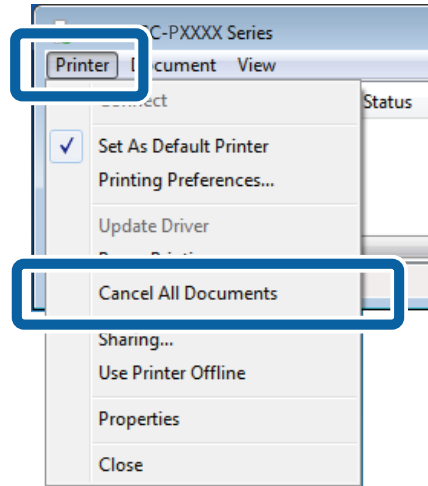 SC-PXXXX Series
Printer Document View
Connect
Status
Set As Default Printer
Printing Preferences...
Update Driver
Cancel All Documents
Sharing...
Use Printer Offline
Properties
Close